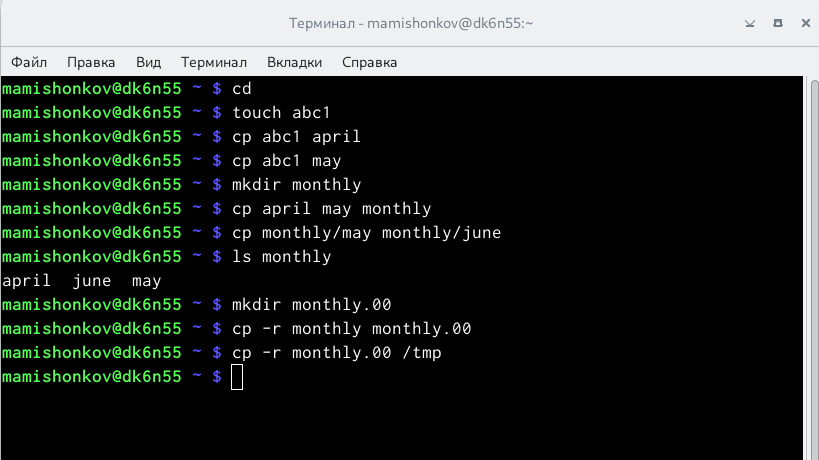 Терминал - mamishonkov@dk6n55:~
Файл Правка Вид Терминал Вкладки Справка
mamishonkov@dk6n55 ~ $ cd
mamishonkov@dk6n55 ~ $ touch abc1
mamishonkov@dk6n55 ~ $ cp abc1 april
mamishonkov@dk6n55 ~ $ cp abc1 may
mamishonkov@dk6n55 ~ $ mkdir monthly
mamishonkov@dk6n55 ~ $ cp april may monthly
mamishonkov@dk6n55 ~ $ cp monthly/may monthly/june
mamishonkov@dk6n55 ~ $ ls monthly
april  june  may
mamishonkov@dk6n55 ~ $ mkdir monthly.00
mamishonkov@dk6n55 ~ $ cp -r monthly monthly.00
mamishonkov@dk6n55 ~ $ cp -r monthly.00 /tmp
mamishonkov@dk6n55 ~ $